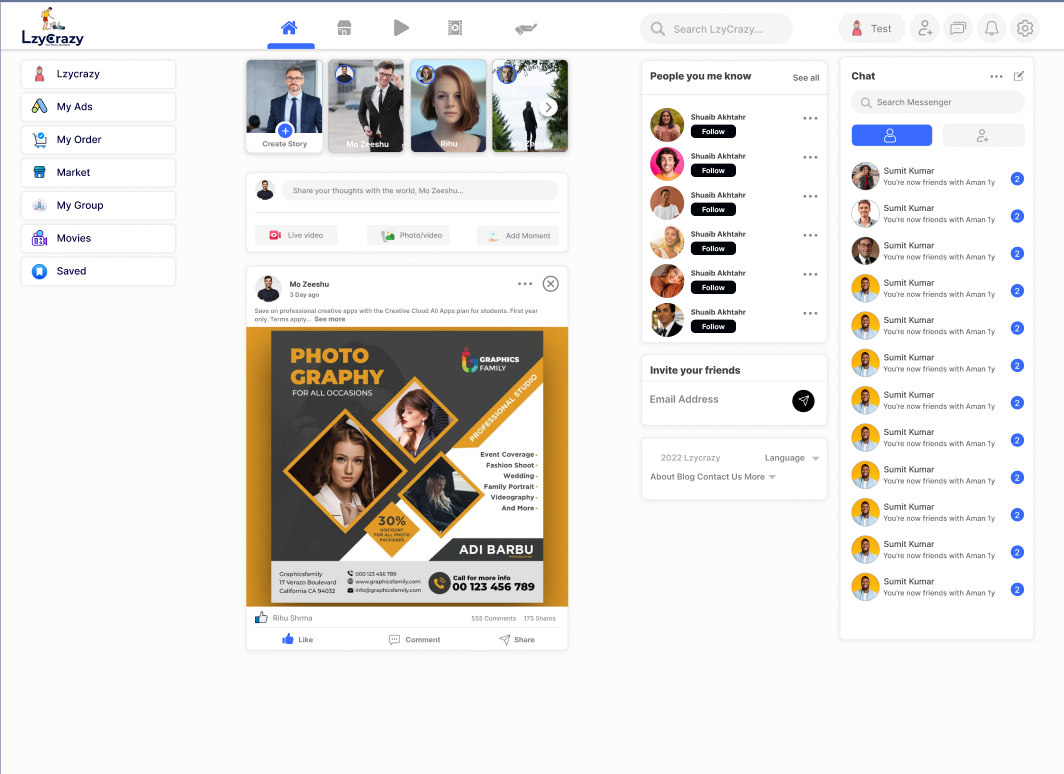 LzyCrazy
Search LzyCrazy...
Test
Lzycrazy
My Ads
My Order
Market
My Group
Movies
Saved
Create Story
Mo Zeeshu
Rihu
Share your thoughts with the world, Mo Zeeshu...
Live video
Photo/video
Add Moment
Mo Zeeshu
3 Day ago
Save on professional creative apps with the Creative Cloud All Apps plan for students. First year
only. Terms apply... See more
PHOTO
GRAPHY
FOR ALL OCCASIONS
GRAPHICS
FAMILY
PROFESSIONAL STUDIO
Event Coverage
Fashion Shoot
Wedding
Family Portrait
Videography
And More
30%
DISCOUNT
FOR ALL PHOTO
PACKAGES
ADI BARBU
Graphicsfamily
17 Verazo Boulevard
California CA 94032
000 123 456 789
www.graphicsfamily.com
info@graphicsfamily.com
Call for more info
00 123 456 789
Rihu Shrma
555 Comments 175 Shares
Like
Comment
Share
People you me know
See all
Shuaib Akhtahr
Follow
Shuaib Akhtahr
Follow
Shuaib Akhtahr
Follow
Shuaib Akhtahr
Follow
Shuaib Akhtahr
Follow
Shuaib Akhtahr
Follow
Invite your friends
Email Address
2022 Lzycrazy
Language
About Blog Contact Us More
Chat
Search Messenger
Sumit Kumar
You're now friends with Aman 1y
2
Sumit Kumar
You're now friends with Aman 1y
2
Sumit Kumar
You're now friends with Aman 1y
2
Sumit Kumar
You're now friends with Aman 1y
2
Sumit Kumar
You're now friends with Aman 1y
2
Sumit Kumar
You're now friends with Aman 1y
2
Sumit Kumar
You're now friends with Aman 1y
2
Sumit Kumar
You're now friends with Aman 1y
2
Sumit Kumar
You're now friends with Aman 1y
2
Sumit Kumar
You're now friends with Aman 1y
2
Sumit Kumar
You're now friends with Aman 1y
2
Sumit Kumar
You're now friends with Aman 1y
2